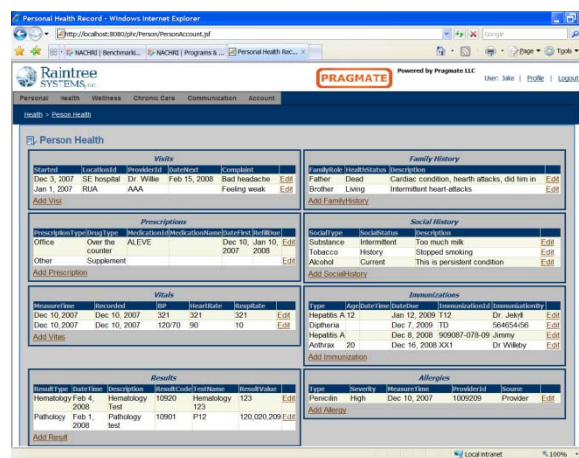 Personal Health Record - Windows Internet Explorer
http://localhost:8080/phr/Person/PersonAccount.jsf
Google
NACHRI | Benchmarki... NACHRI | Programs & ... Personal Health Rec... Page Tools
Raintree
SYSTEMS, INC
PRAGMATE
Powered by Pragmate LLC
User: Jake | Profile | Logout
Personal Health Wellness Chronic Care Communication Account
Health > Peson Health
Person Health
Visits
Started LocationId ProviderId DateNext Complaint
Dec 3, 2007 SE hospital Dr. Willie Feb 15, 2008 Bad headache Edit
Jan 1, 2007 RUA AAA Feeling weak Edit
Add Visi
Family History
FamilyRole HealthStatus Description
Father Dead Cardiac condition, hearth attacks, did him in Edit
Brother Living Intermittent heart-attacks Edit
Add FamilyHistory
Prescriptions
PrescriptionType DrugType MedicationId MedicationName DateFirst RefillDue
Office Over the ALEVE Dec 10, Jan 10, Edit
counter 2007 2008
Other Supplement Edit
Add Prescription
Social History
SocialType SocialStatus Description
Substance Intermittent Too much milk Edit
Tobacco History Stopped smoking Edit
Alcohol Current This is persistent condition Edit
Add SocialHistory
Vitals
MeasureTime Recorded BP HeartRate RespRate
Dec 10, 2007 Dec 10, 2007 321 321 321 Edit
Dec 10, 2007 Dec 10, 2007 120/70 90 10 Edit
Add Vitas
Immunizations
Type Age DateTime DateDue ImmunizationId ImmunizationBy
Hepatitis A 12 Jan 12, 2009 T12 Dr. Jekyll Edit
Diptheria Dec 7, 2009 TD 564654456 Edit
Hepatitis A Dec 8, 2008 909087-078-09 Jimmy Edit
Anthrax 20 Dec 16, 2008 XX1 Dr Willeby Edit
Add Immunization
Results
ResultType DateTime Description ResultCode TestName ResultValue
Hematology Feb 4, Hematology 10920 Hematology 123 Edit
2008 Test 123
Pathology Feb 1, Pathology 10901 P12 120,020,209 Edit
2008 test
Add Result
Allergies
Type Severity MeasureTime ProviderId Source
Penicilin High Dec 10, 2007 1009209 Provider Edit
Add Allergy
Local intranet 100%